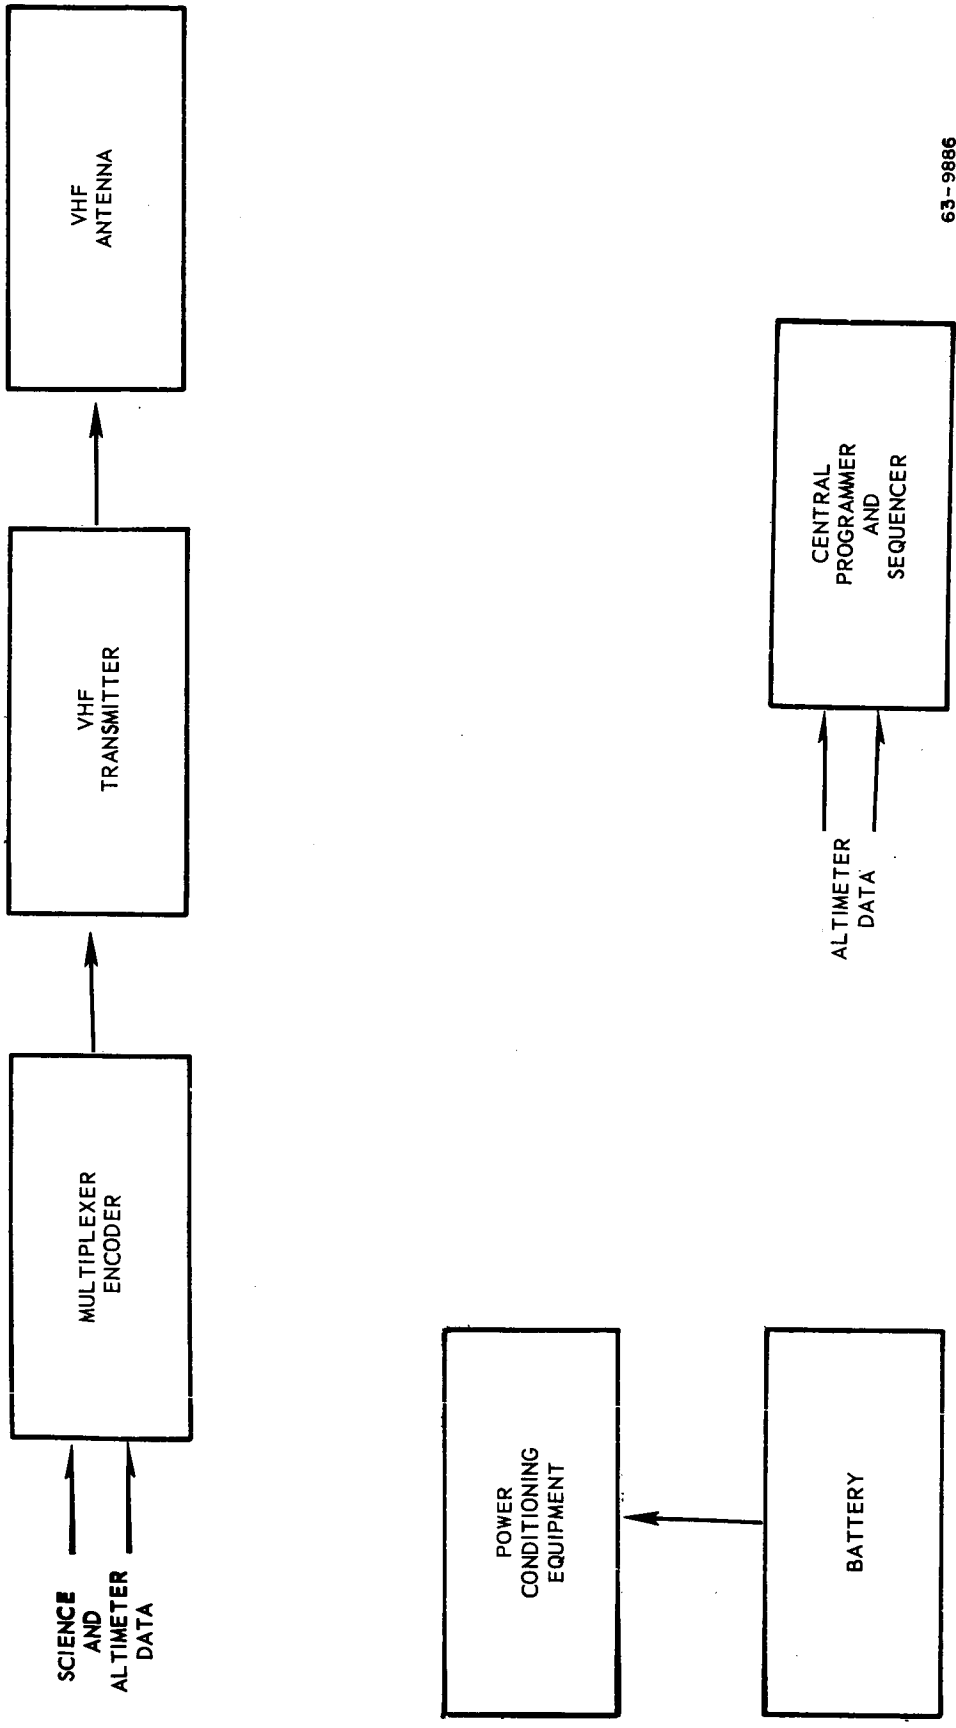 SCIENCE
AND
ALTIMETER
DATA
MULTIPLEXER
ENCODER
VHF
TRANSMITTER
VHF
ANTENNA
POWER
CONDITIONING
EQUIPMENT
BATTERY
ALTIMETER
DATA
CENTRAL
PROGRAMMER
AND
SEQUENCER
63-9886